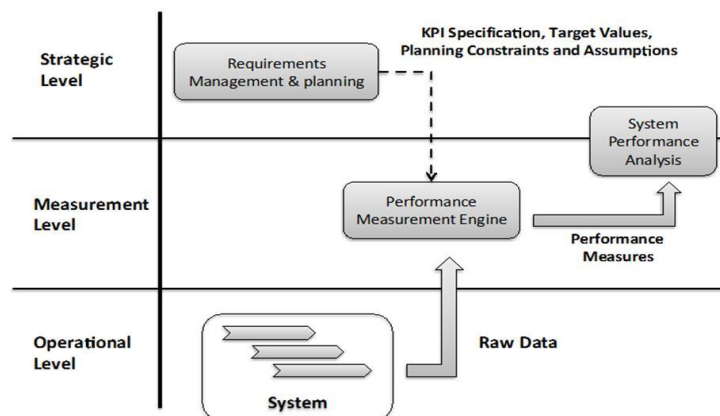 KPI Specification, Target Values,
Planning Constraints and Assumptions
Strategic
Level
Requirements
Management & planning
System
Performance
Analysis
Measurement
Level
Performance
Measurement Engine
Performance
Measures
Operational
Level
Raw Data
System